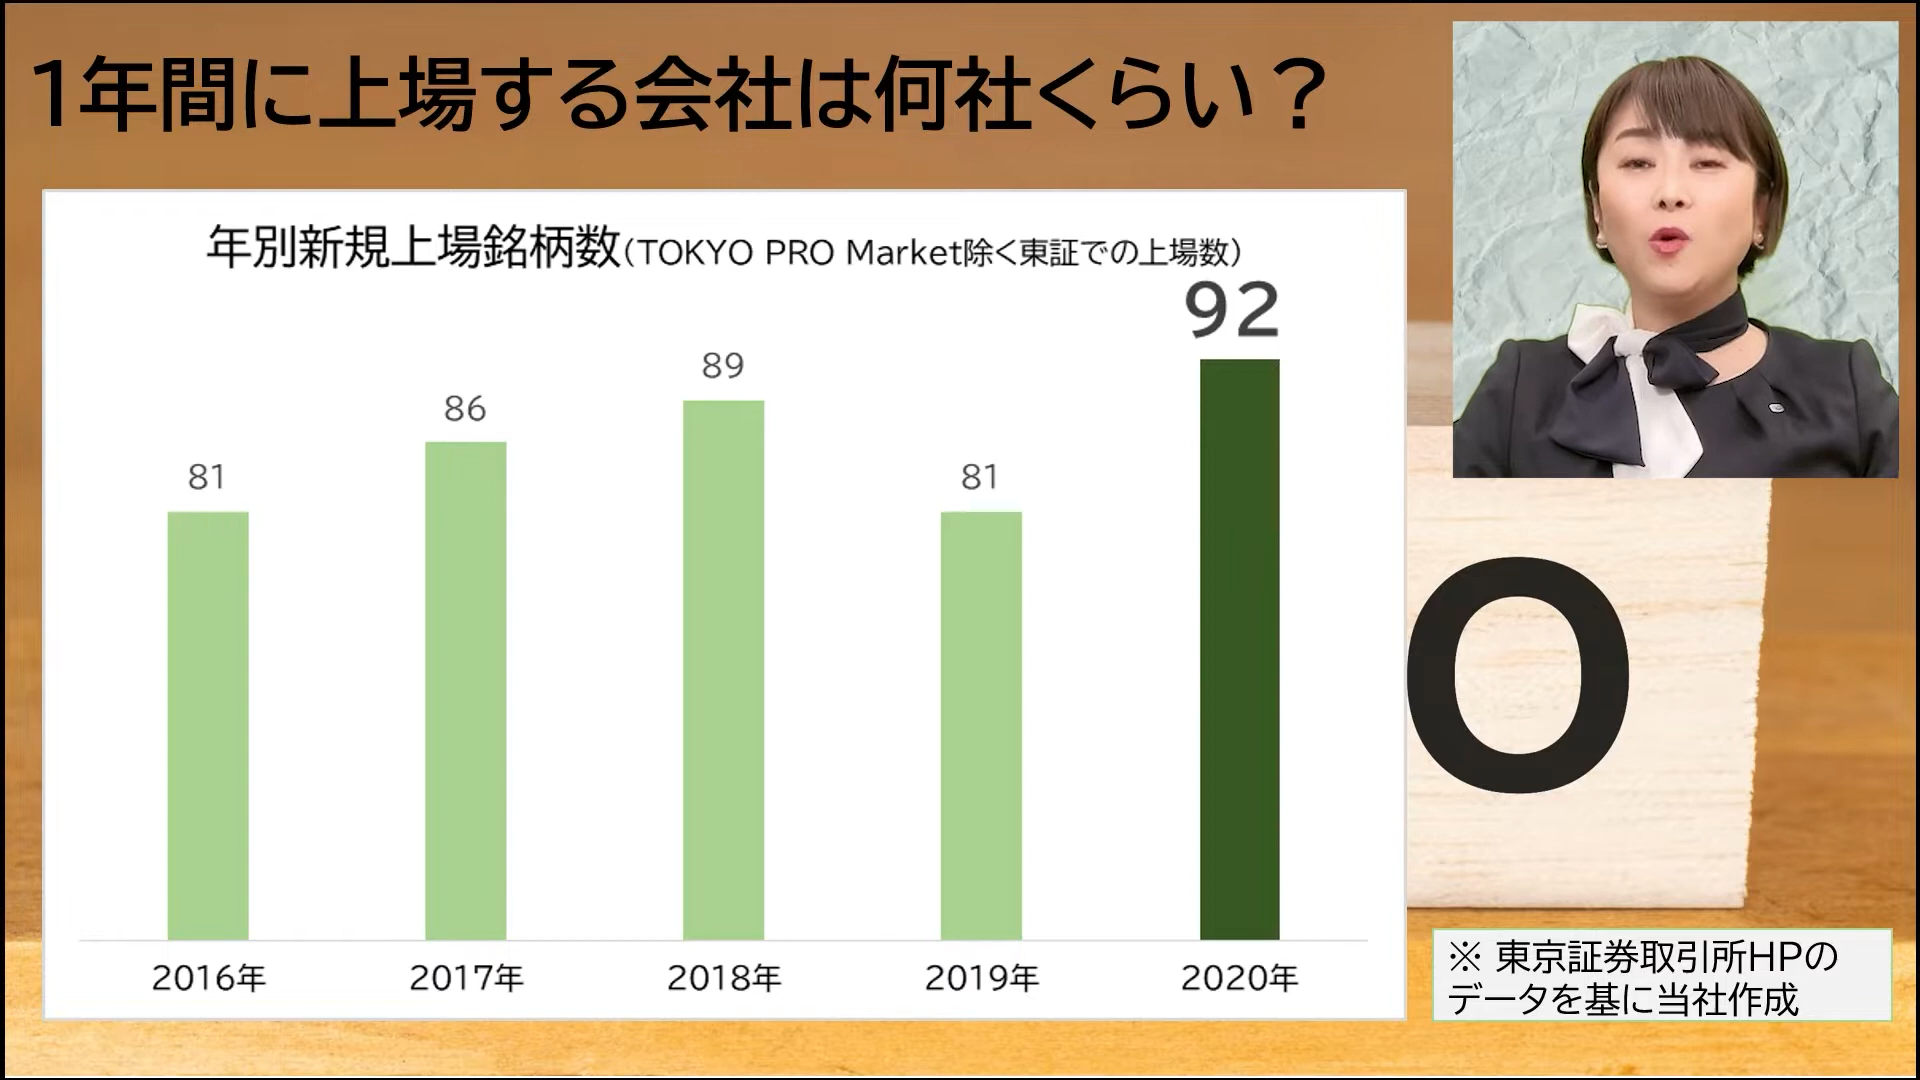 1年間に上場する会社は何社くらい？
年別新規上場銘柄数(TOKYO PRO Market除く東証での上場数)
81
86
89
81
92
2016年
2017年
2018年
2019年
2020年
O
※ 東京証券取引所HPの
データを基に当社作成